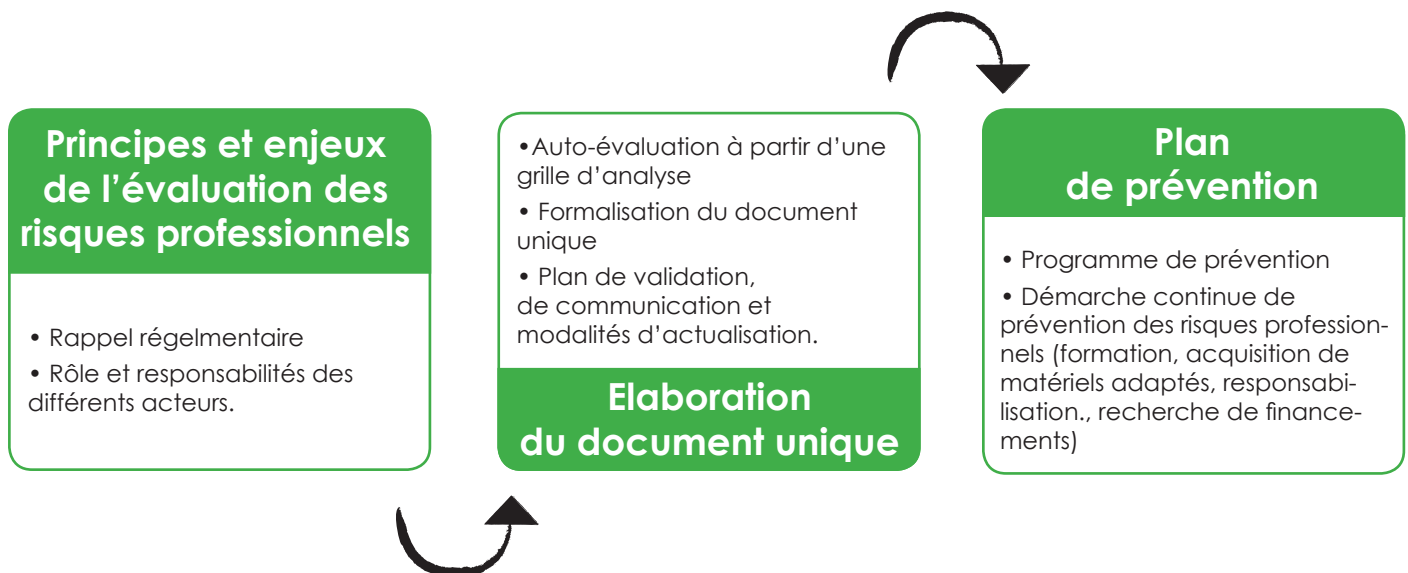 Principes et enjeux
de l’évaluation des
risques professionnels
• Rappel régelmentaire
• Rôle et responsabilités des
différents acteurs.
•Auto-évaluation à partir d’une
grille d’analyse
• Formalisation du document
unique
• Plan de validation,
de communication et
modalités d’actualisation.
Elaboration
du document unique
Plan
de prévention
• Programme de prévention
• Démarche continue de
prévention des risques profession-
nels (formation, acquisition de
matériels adaptés, responsabi-
lisation., recherche de finance-
ments)